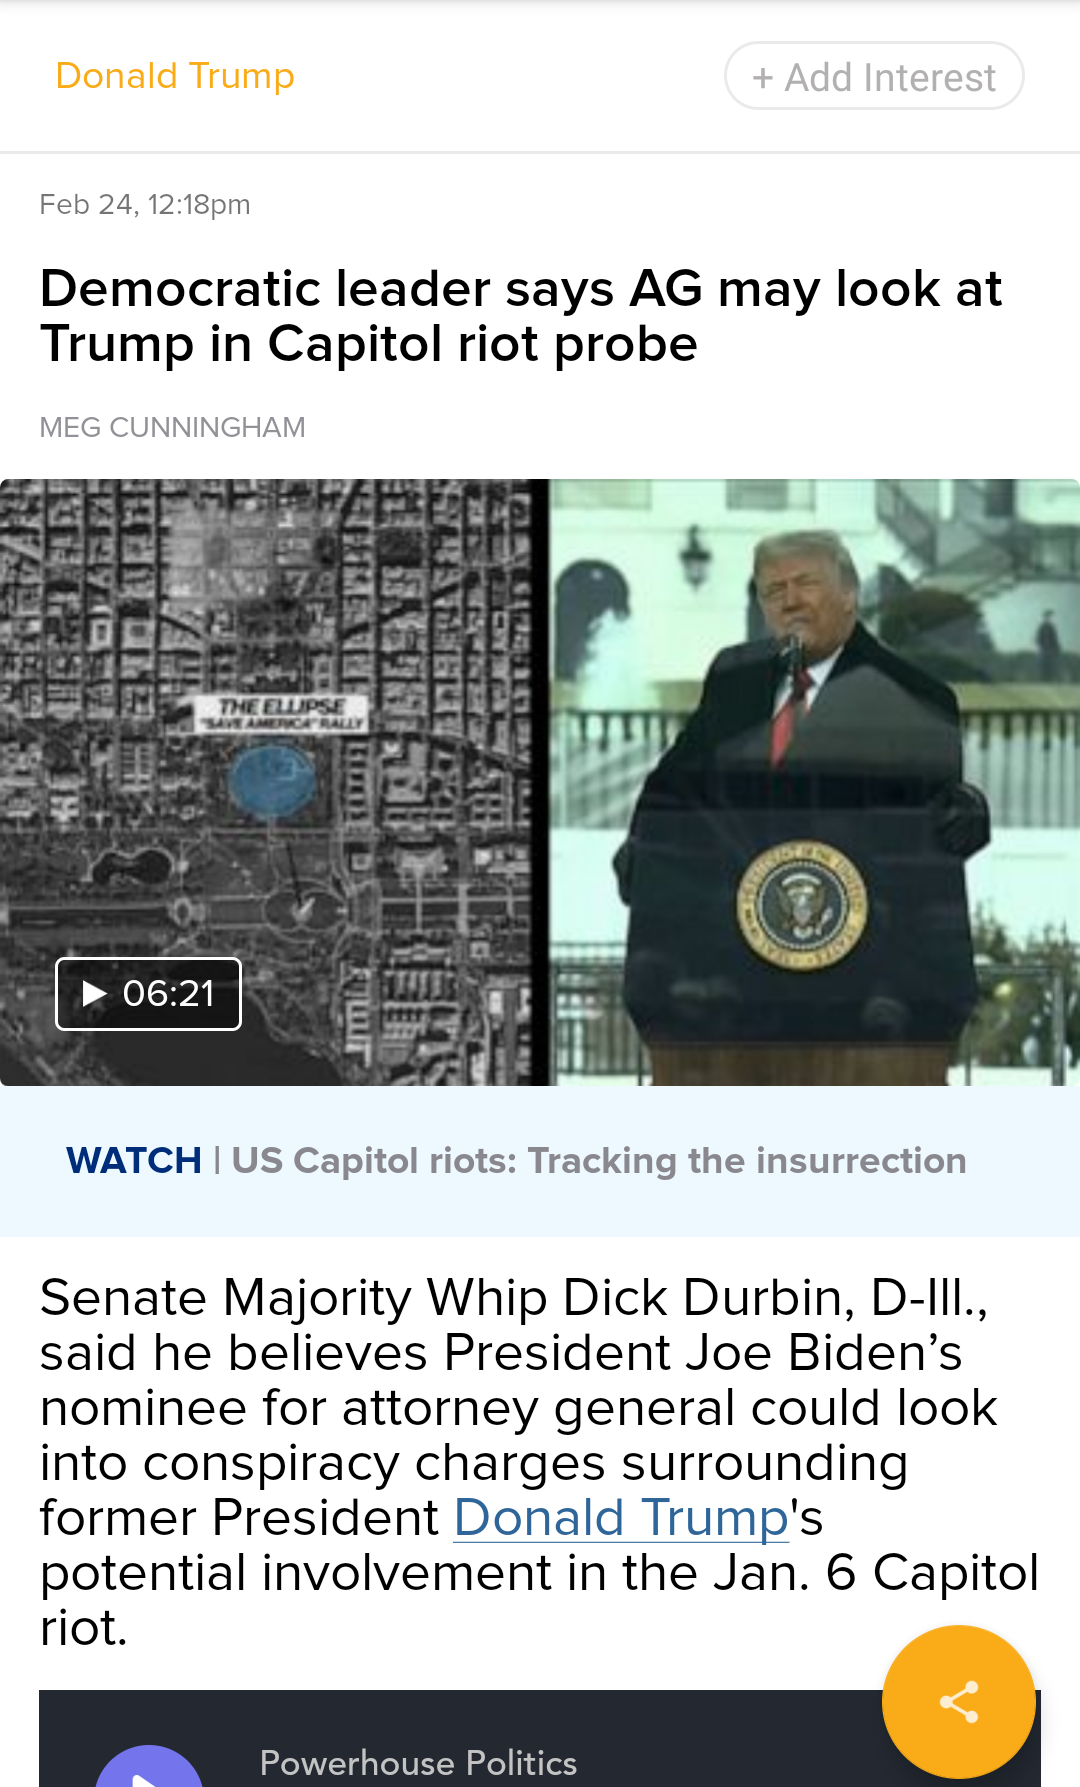 Donald Trump
+ Add Interest
Feb 24, 12:18pm
Democratic leader says AG may look at
Trump in Capitol riot probe
MEG CUNNINGHAM
THE ELLIPSE
"SAVE AMERICA" RALLY
06:21
WATCH | US Capitol riots: Tracking the insurrection
Senate Majority Whip Dick Durbin, D-Ill.,
said he believes President Joe Biden’s
nominee for attorney general could look
into conspiracy charges surrounding
former President Donald Trump's
potential involvement in the Jan. 6 Capitol
riot.
Powerhouse Politics